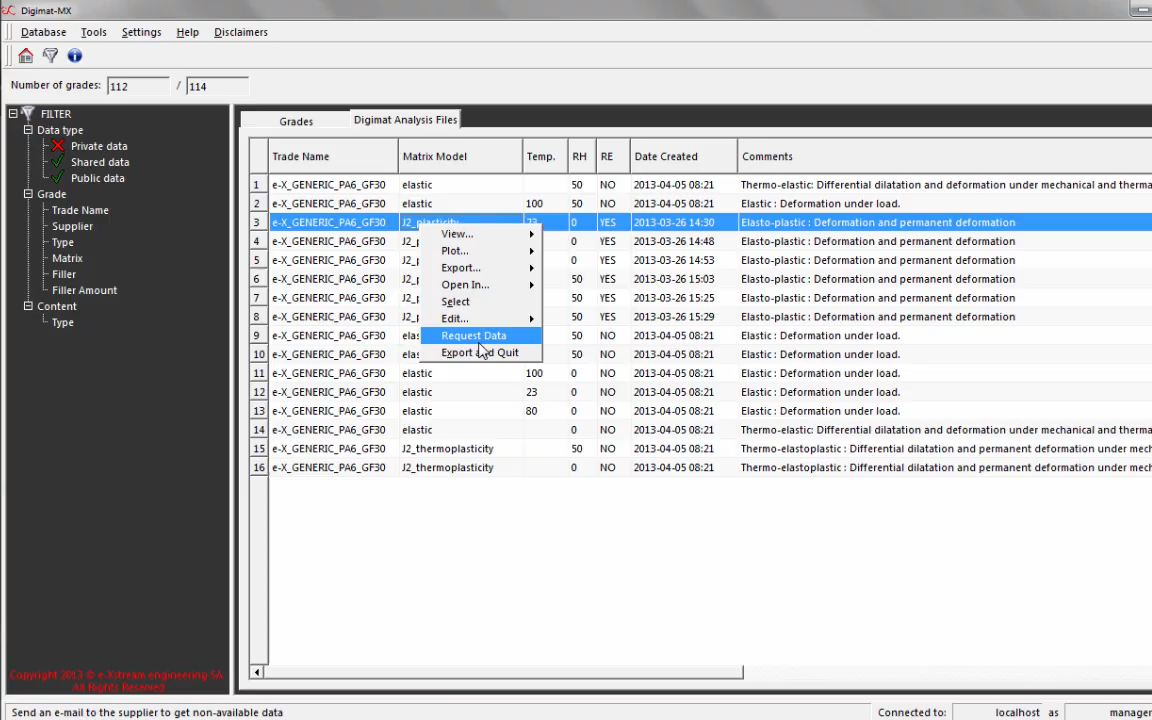 Digimat-MX
Database Tools Settings Help Disclaimers
Number of grades: 112 / 114
FILTER
Data type
Private data
Shared data
Public data
Grade
Trade Name
Supplier
Type
Matrix
Filler
Filler Amount
Content
Type
Copyright 2013 © e-Xstream engineering SA
All Rights Reserved
Grades Digimat Analysis Files
Trade Name Matrix Model Temp. RH RE Date Created Comments
1 e-X_GENERIC_PA6_GF30 elastic 50 NO 2013-04-05 08:21 Thermo-elastic: Differential dilatation and deformation under mechanical and therma
2 e-X_GENERIC_PA6_GF30 elastic 100 50 NO 2013-04-05 08:21 Elastic : Deformation under load.
3 e-X_GENERIC_PA6_GF30 J2_plasticity 23 0 YES 2013-03-26 14:30 Elasto-plastic : Deformation and permanent deformation
4 e-X_GENERIC_PA6_GF30 J2_p 0 YES 2013-03-26 14:48 Elasto-plastic : Deformation and permanent deformation
5 e-X_GENERIC_PA6_GF30 J2_p 0 YES 2013-03-26 14:53 Elasto-plastic : Deformation and permanent deformation
6 e-X_GENERIC_PA6_GF30 J2_p 50 YES 2013-03-26 15:03 Elasto-plastic : Deformation and permanent deformation
7 e-X_GENERIC_PA6_GF30 J2_p 50 YES 2013-03-26 15:25 Elasto-plastic : Deformation and permanent deformation
8 e-X_GENERIC_PA6_GF30 J2_p 50 YES 2013-03-26 15:29 Elasto-plastic : Deformation and permanent deformation
9 e-X_GENERIC_PA6_GF30 elas 50 NO 2013-04-05 08:21 Elastic : Deformation under load.
10 e-X_GENERIC_PA6_GF30 elas 50 NO 2013-04-05 08:21 Elastic : Deformation under load.
11 e-X_GENERIC_PA6_GF30 elastic 100 0 NO 2013-04-05 08:21 Elastic : Deformation under load.
12 e-X_GENERIC_PA6_GF30 elastic 23 0 NO 2013-04-05 08:21 Elastic : Deformation under load.
13 e-X_GENERIC_PA6_GF30 elastic 80 0 NO 2013-04-05 08:21 Elastic : Deformation under load.
14 e-X_GENERIC_PA6_GF30 elastic 0 NO 2013-04-05 08:21 Thermo-elastic: Differential dilatation and deformation under mechanical and therma
15 e-X_GENERIC_PA6_GF30 J2_thermoplasticity 50 NO 2013-04-05 08:21 Thermo-elastoplastic : Differential dilatation and permanent deformation under mech
16 e-X_GENERIC_PA6_GF30 J2_thermoplasticity 0 NO 2013-04-05 08:21 Thermo-elastoplastic : Differential dilatation and permanent deformation under mech
View...
Plot...
Export...
Open In...
Select
Edit...
Request Data
Export and Quit
Send an e-mail to the supplier to get non-available data
Connected to: localhost as manager